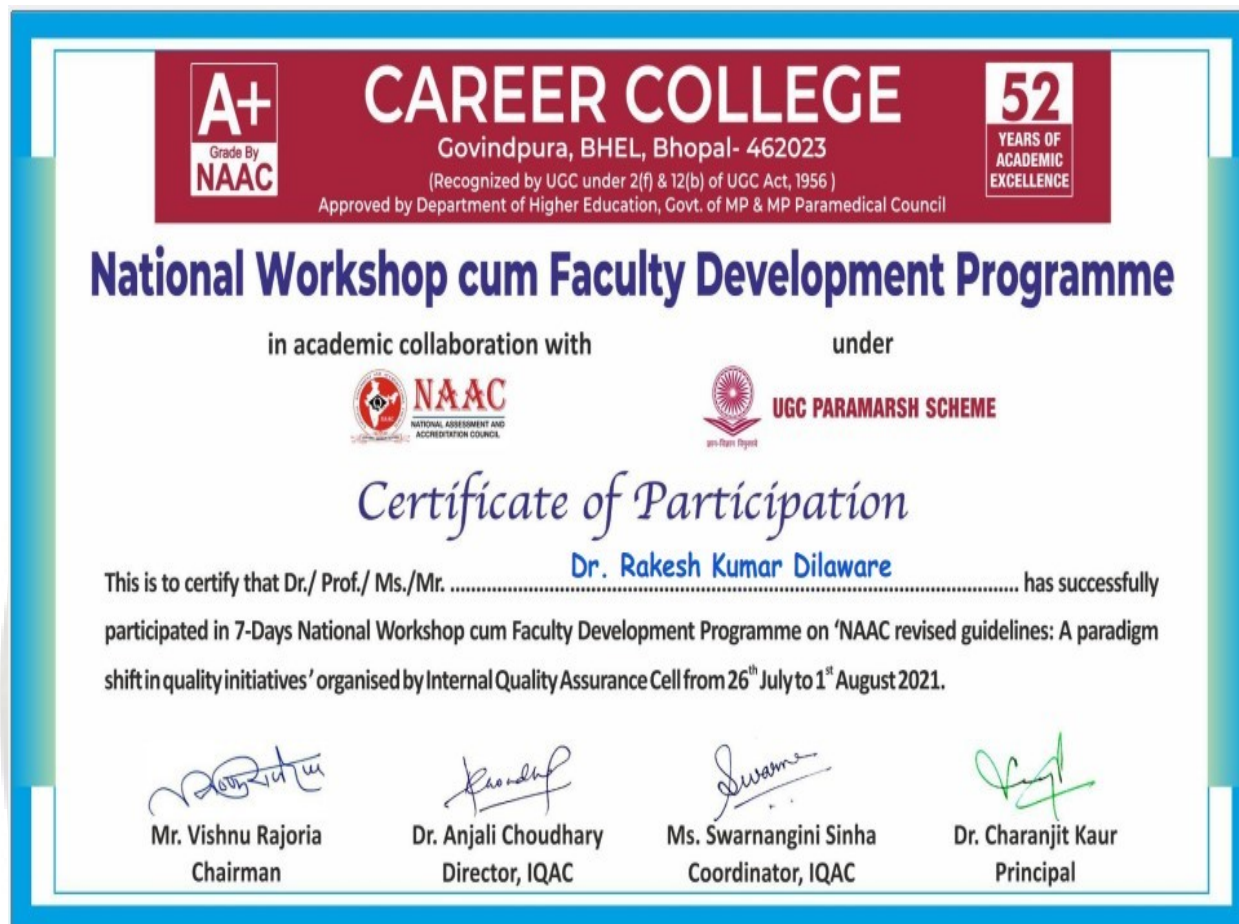 A+
Grade By
NAAC
CAREER COLLEGE
Govindpura, BHEL, Bhopal- 462023
(Recognized by UGC under 2(f) & 12(b) of UGC Act, 1956 )
Approved by Department of Higher Education, Govt. of MP & MP Paramedical Council
52
YEARS OF
ACADEMIC
EXCELLENCE
National Workshop cum Faculty Development Programme
in academic collaboration with
under
NAAC
NATIONAL ASSESSMENT AND
ACCREDITATION COUNCIL
UGC PARAMARSH SCHEME
ज्ञान-विज्ञान विमुक्तये
Certificate of Participation
This is to certify that Dr./ Prof./ Ms./Mr. Dr. Rakesh Kumar Dilaware has successfully
participated in 7-Days National Workshop cum Faculty Development Programme on ‘NAAC revised guidelines: A paradigm
shift in quality initiatives’ organised by Internal Quality Assurance Cell from 26th July to 1st August 2021.
Swarna
Mr. Vishnu Rajoria
Chairman
Dr. Anjali Choudhary
Director, IQAC
Ms. Swarnangini Sinha
Coordinator, IQAC
Dr. Charanjit Kaur
Principal